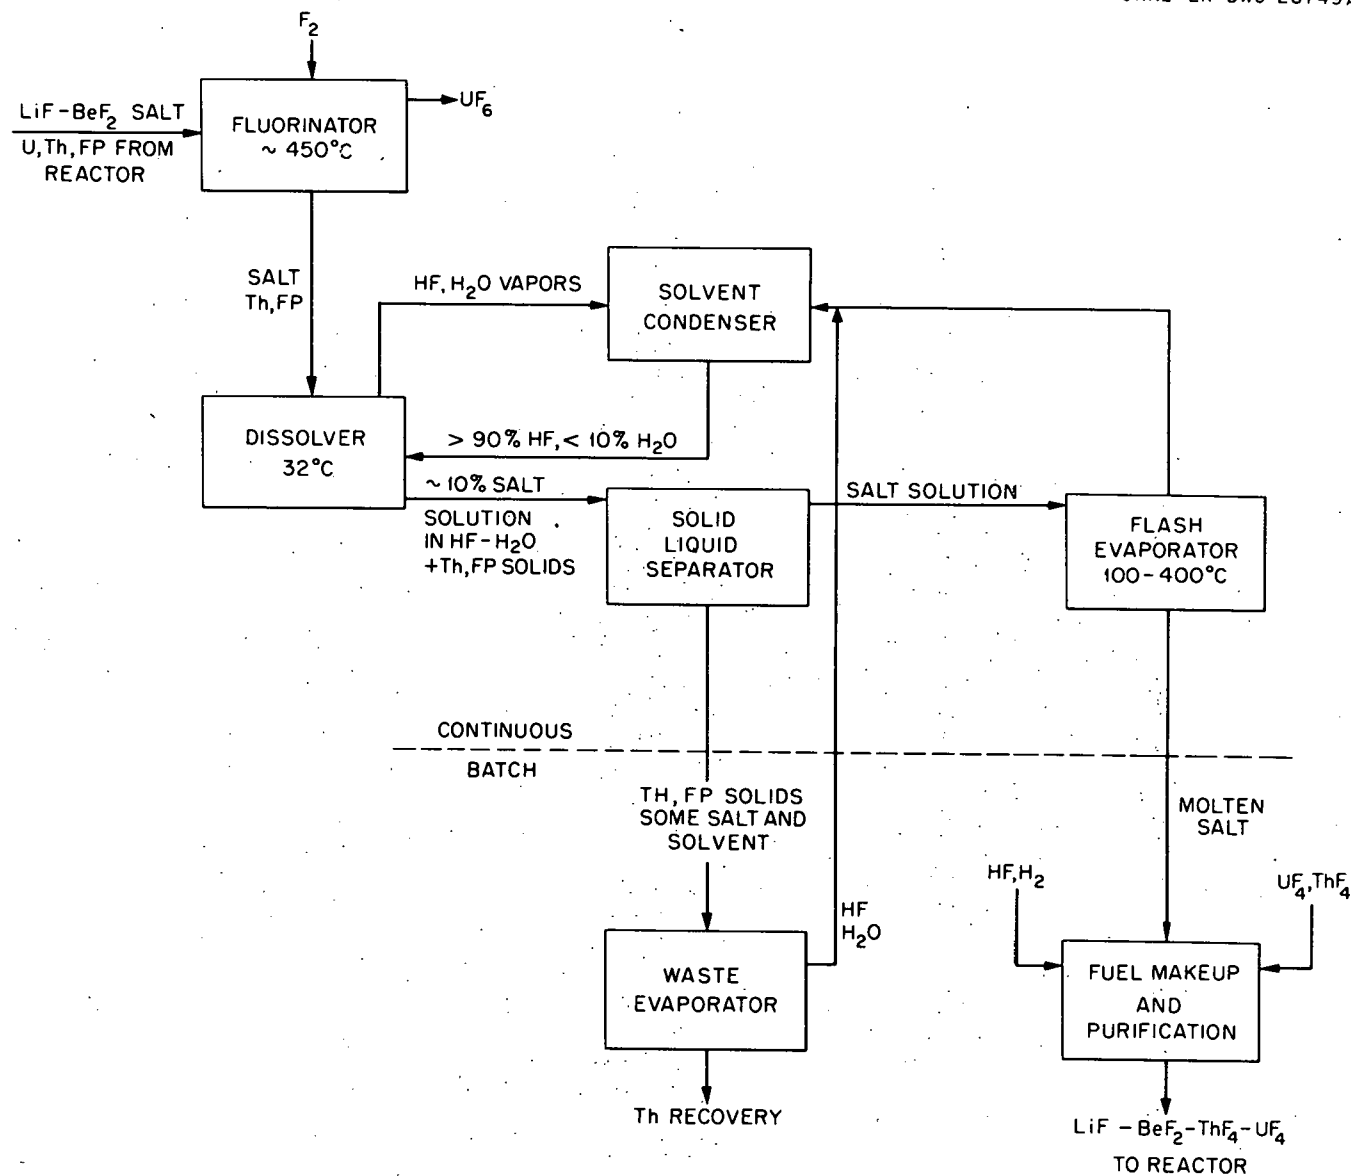 F₂
LiF-BeF₂ SALT
U,Th,FP FROM
REACTOR
FLUORINATOR
~ 450°C
UF₆
SALT
Th,FP
HF, H₂O VAPORS
SOLVENT
CONDENSER
DISSOLVER
32°C
> 90% HF, < 10% H₂O
~ 10% SALT
SOLUTION
IN HF-H₂O
+Th,FP SOLIDS
SOLID
LIQUID
SEPARATOR
SALT SOLUTION
FLASH
EVAPORATOR
100-400°C
CONTINUOUS
BATCH
TH, FP SOLIDS
SOME SALT AND
SOLVENT
MOLTEN
SALT
HF,H₂
UF₄,ThF₄
HF
H₂O
WASTE
EVAPORATOR
FUEL MAKEUP
AND
PURIFICATION
Th RECOVERY
LiF - BeF₂-ThF₄-UF₄
TO REACTOR